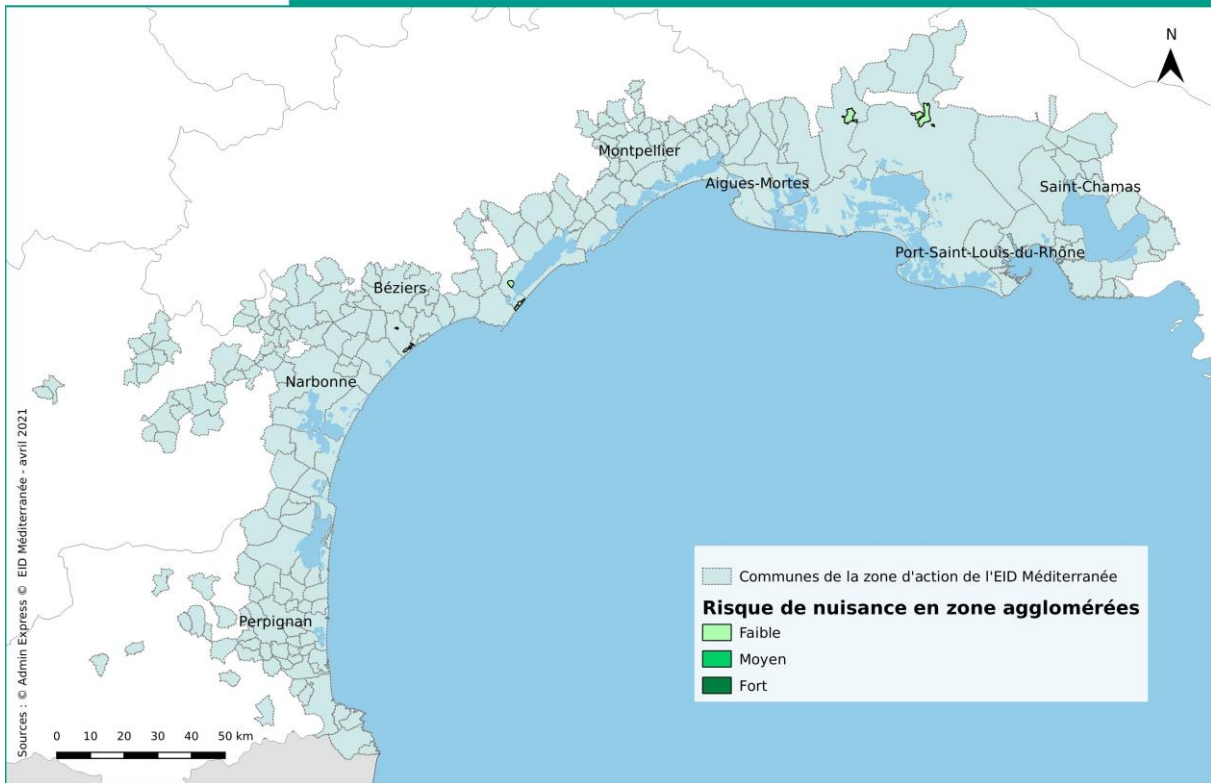 N
Montpellier
Aigues-Mortes
Saint-Chamas
Port-Saint-Louis-du-Rhône
Béziers
Narbonne
Perpignan
Communes de la zone d'action de l'EID Méditerranée
Risque de nuisance en zone agglomérées
Faible
Moyen
Fort
0 10 20 30 40 50 km
Sources : © Admin Express © EID Méditerranée - avril 2021